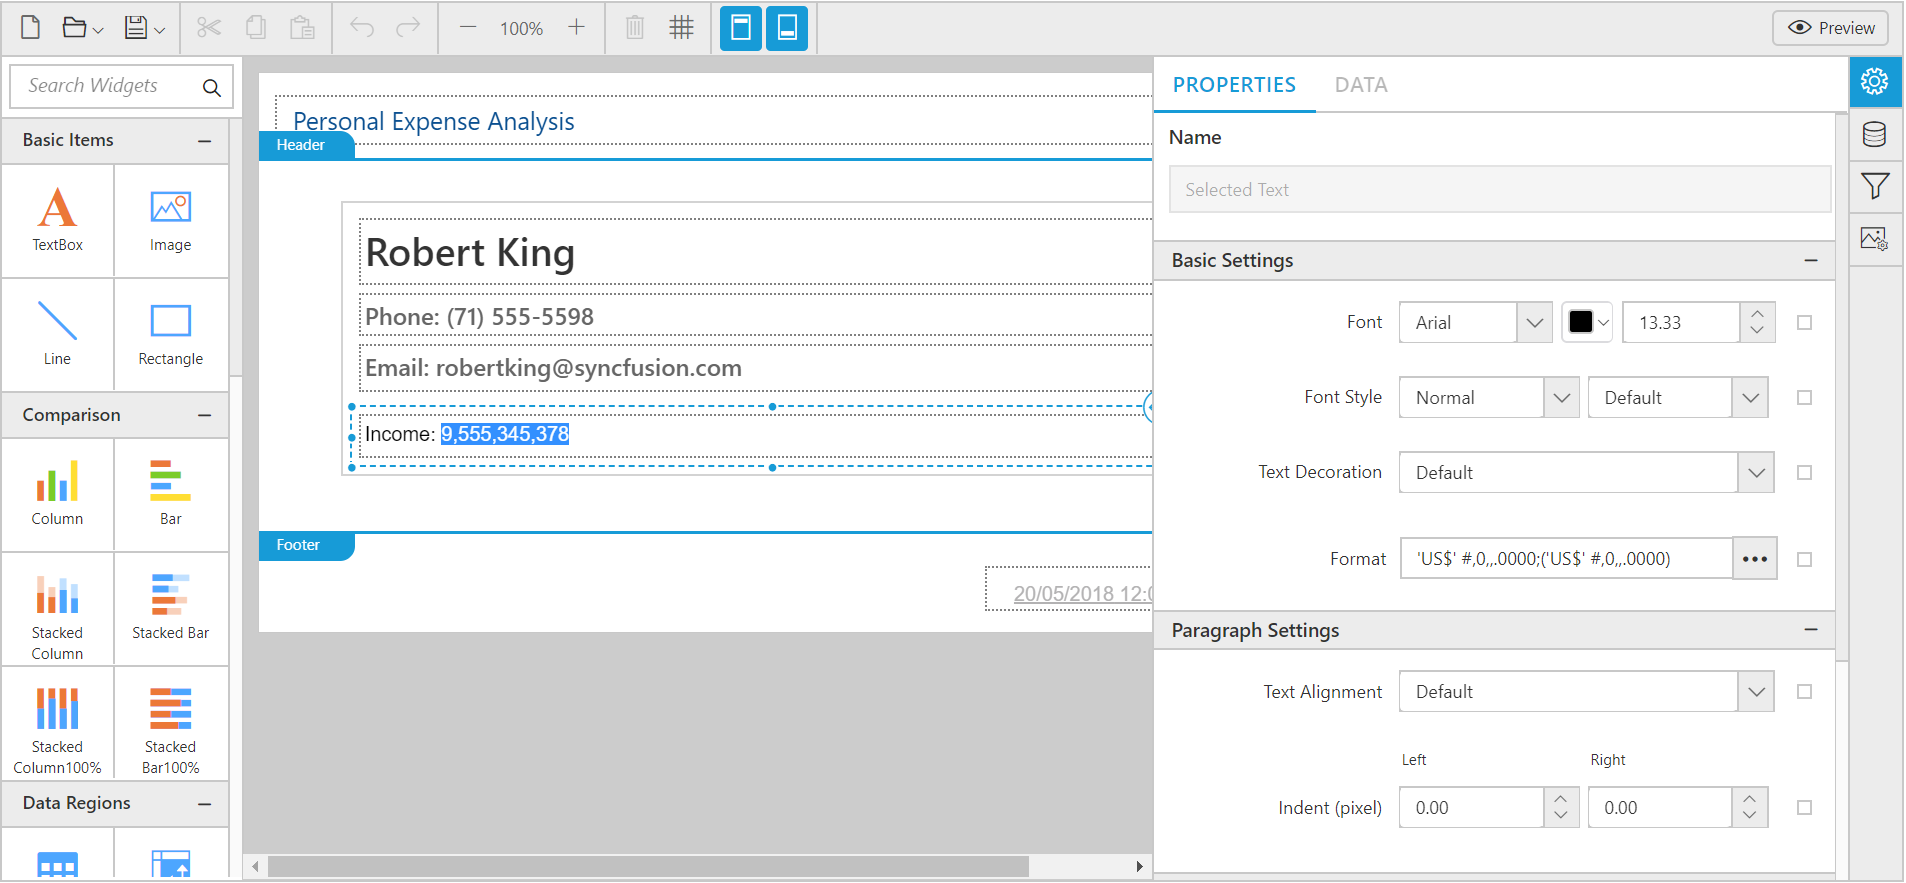 100%
Preview
Search Widgets
Basic Items
A
TextBox
Image
Line
Rectangle
Comparison
Column
Bar
Stacked
Column
Stacked Bar
Stacked
Column100%
Stacked
Bar100%
Data Regions
Personal Expense Analysis
Header
Robert King
Phone: (71) 555-5598
Email: robertking@syncfusion.com
Income: 9,555,345,378
Footer
20/05/2018 12:0
PROPERTIES
DATA
Name
Selected Text
Basic Settings
Font
Arial
13.33
Font Style
Normal
Default
Text Decoration
Default
Format
'US$' #,0,,.0000;('US$' #,0,,.0000)
Paragraph Settings
Text Alignment
Default
Left
Right
Indent (pixel)
0.00
0.00